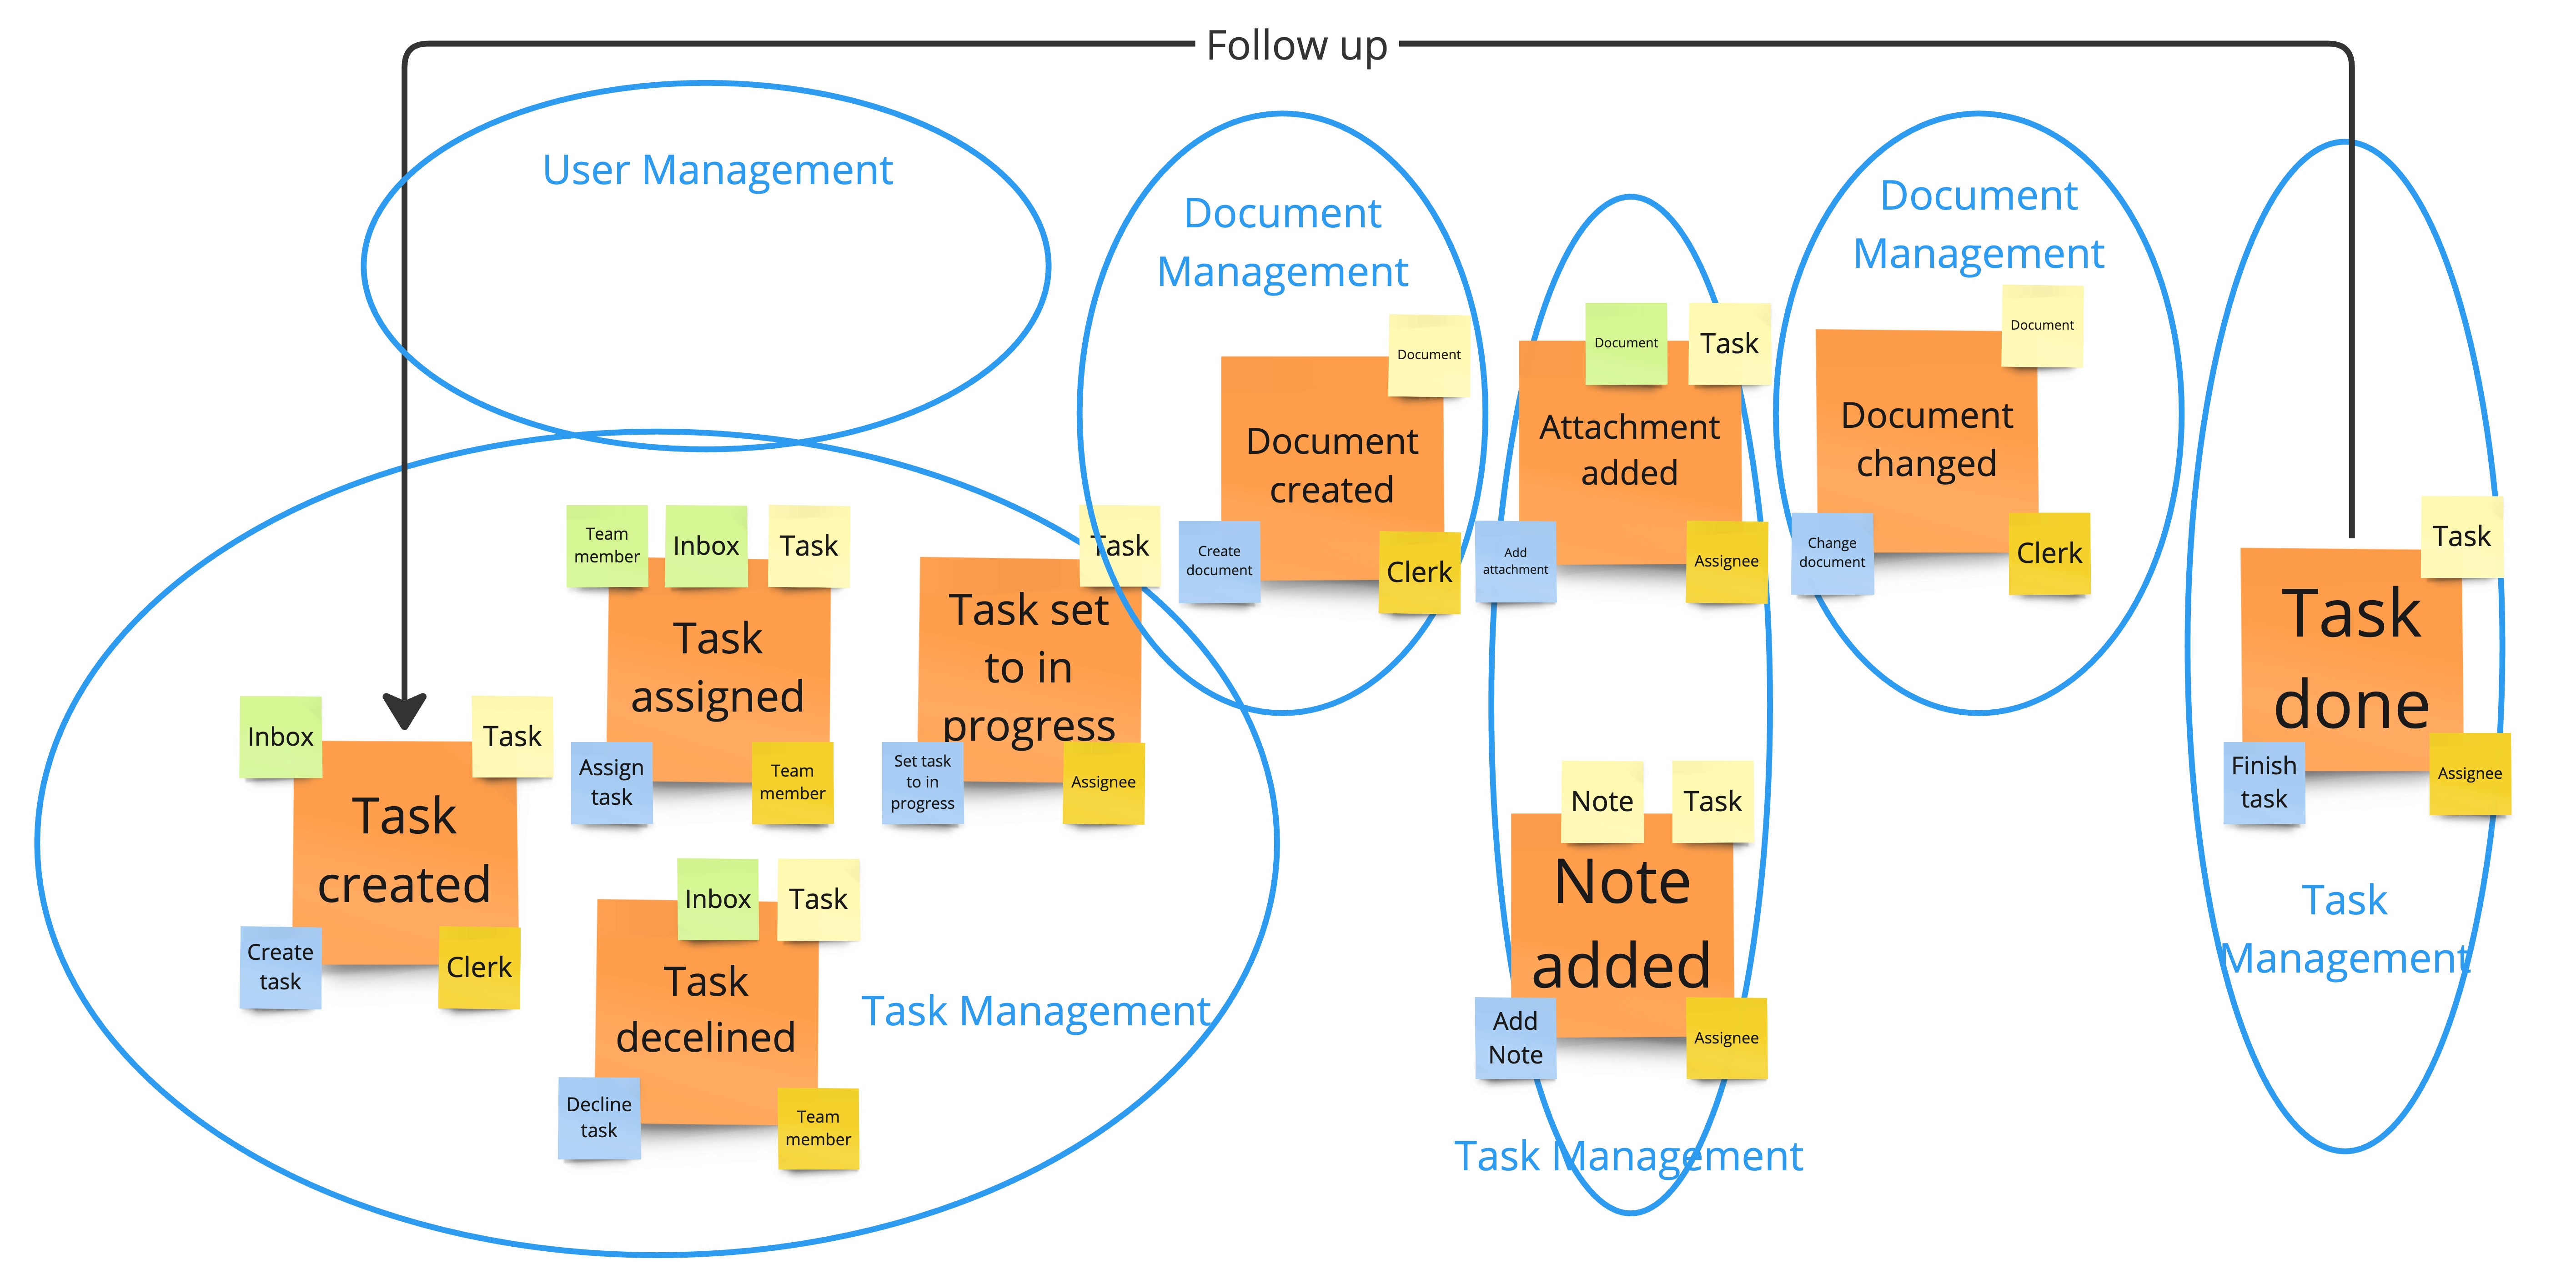 Follow up
User Management
Document
Management
Document
Document
created
Create
document
Clerk
Document
Task
Attachment
added
Add
attachment
Assignee
Document
Management
Document
Document
changed
Change
document
Clerk
Team
member
Inbox
Task
Task
assigned
Assign
task
Team
member
Task
Task set
to in
progress
Set task
to in
progress
Assignee
Inbox
Task
Task
created
Create
task
Clerk
Inbox
Task
Task
decelined
Decline
task
Team
member
Task Management
Note
Task
Note
added
Add
Note
Assignee
Task Management
Task
Task
done
Finish
task
Assignee
Task
Management